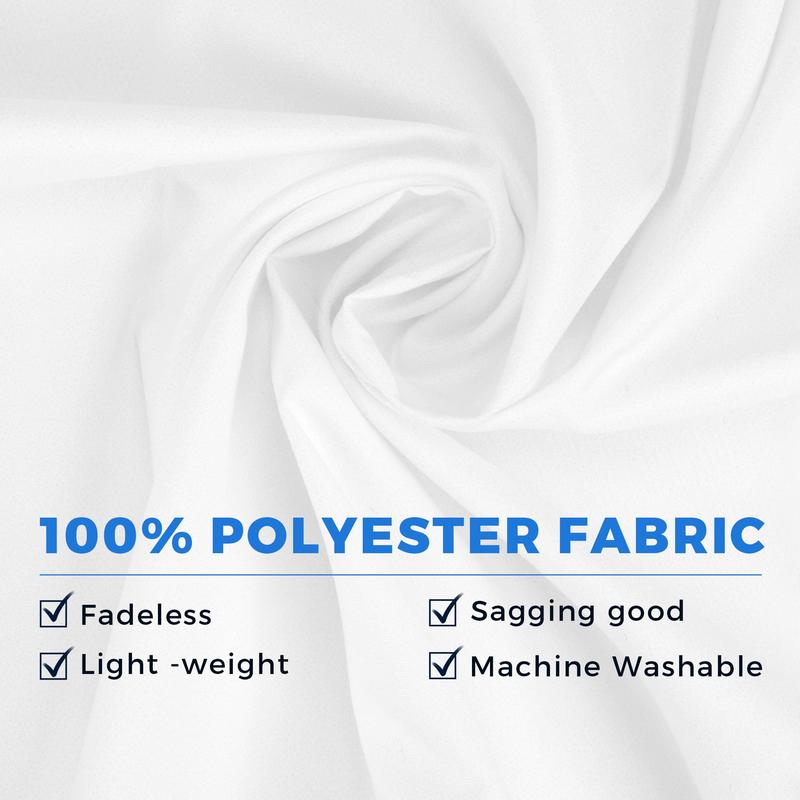 100% POLYESTER FABRIC
Fadeless
Sagging good
Light -weight
Machine Washable